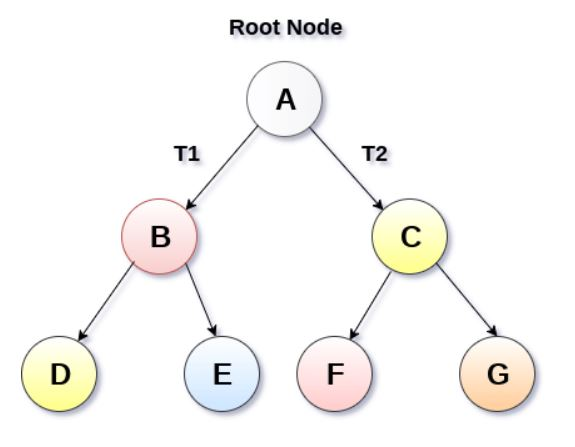 Root Node
A
T1 T2
B C
D E F G